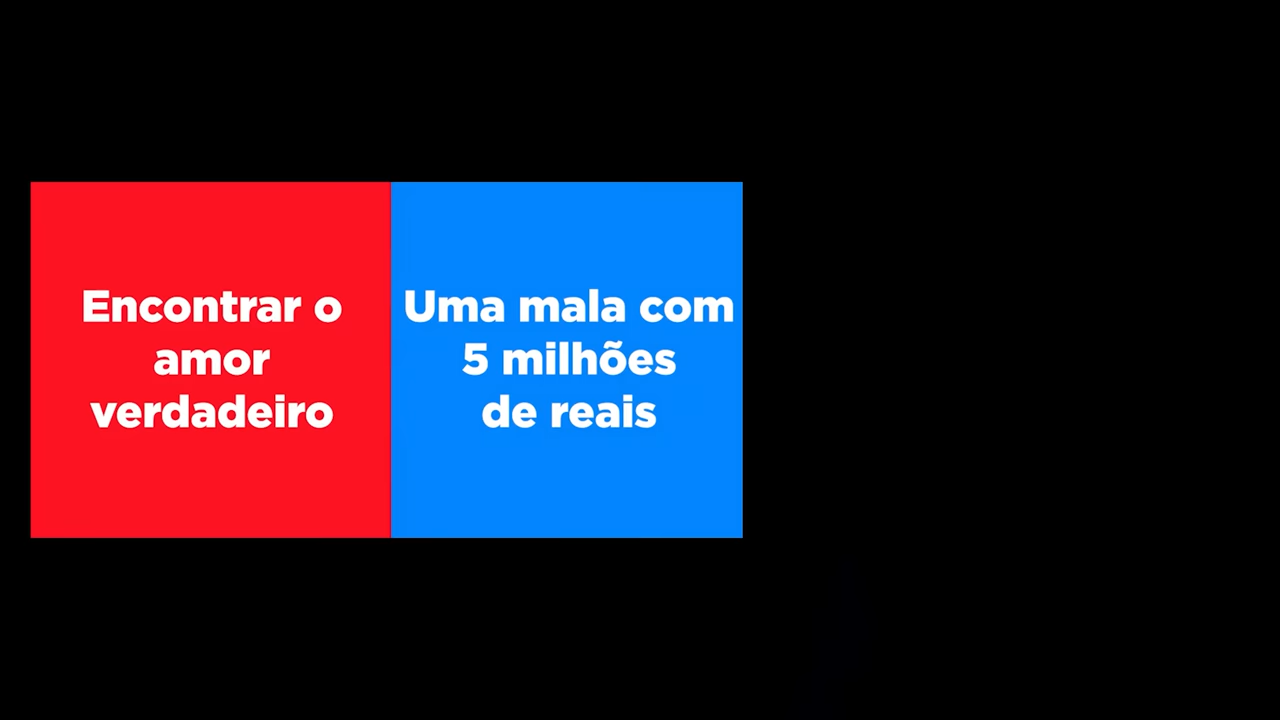 Encontrar o
amor
verdadeiro
Uma mala com
5 milhões
de reais